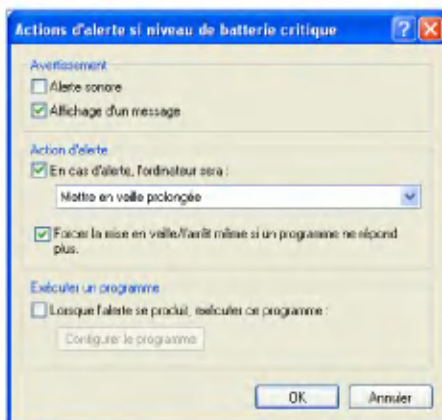 Actions d'alerte si niveau de batterie critique
Avertissement
Alerte sonore
Affichage d'un message
Action d'alerte
En cas d'alerte, l'ordinateur sera :
Mettre en veille prolongée
Forcer la mise en veille/l'arrêt même si un programme ne répond
plus.
Exécuter un programme
Lorsque l'alerte se produit, exécuter ce programme :
Configurer le programme
OK Annuler